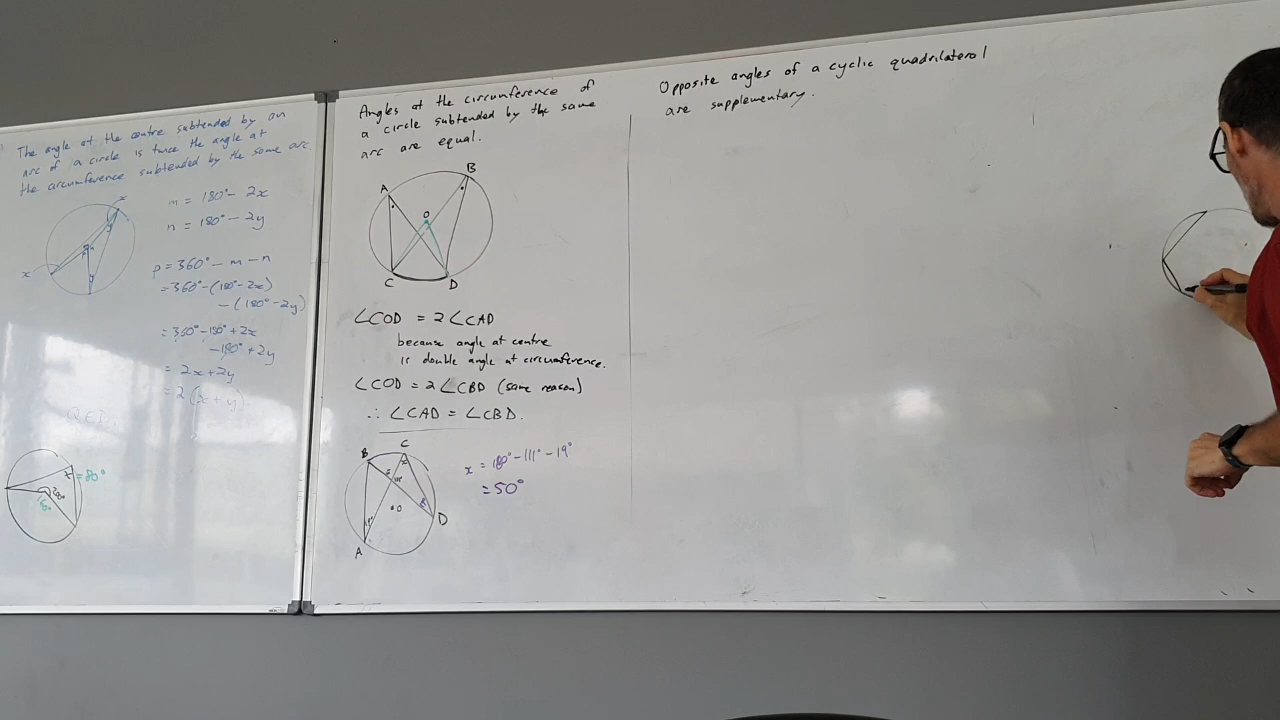 The angle at the centre subtended by an
arc of a circle is twice the angle at
the circumference subtended by the same arc.
m = 180° - 2x
n = 180° - 2y
p = 360° - m - n
= 360° - (180° - 2x)
- (180° - 2y)
= 360° - 180° + 2x
- 180° + 2y
= 2x + 2y
= 2(x + y)
Q.E.D.
x
= 80°
200°
Angles at the circumference of
a circle subtended by the same
arc are equal.
A
B
O
C
D
∠COD = 2∠CAD
because angle at centre
is double angle at circumference.
∠COD = 2∠CBD (same reason)
∴ ∠CAD = ∠CBD.
B
C
A
D
O
x = 180° - 111° - 19°
= 50°
Opposite angles of a cyclic quadrilateral
are supplementary.